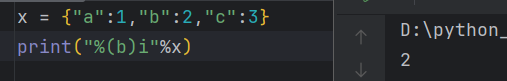 x = {"a":1,"b":2,"c":3}
print("%(b)i"%x)
D:\python_
2